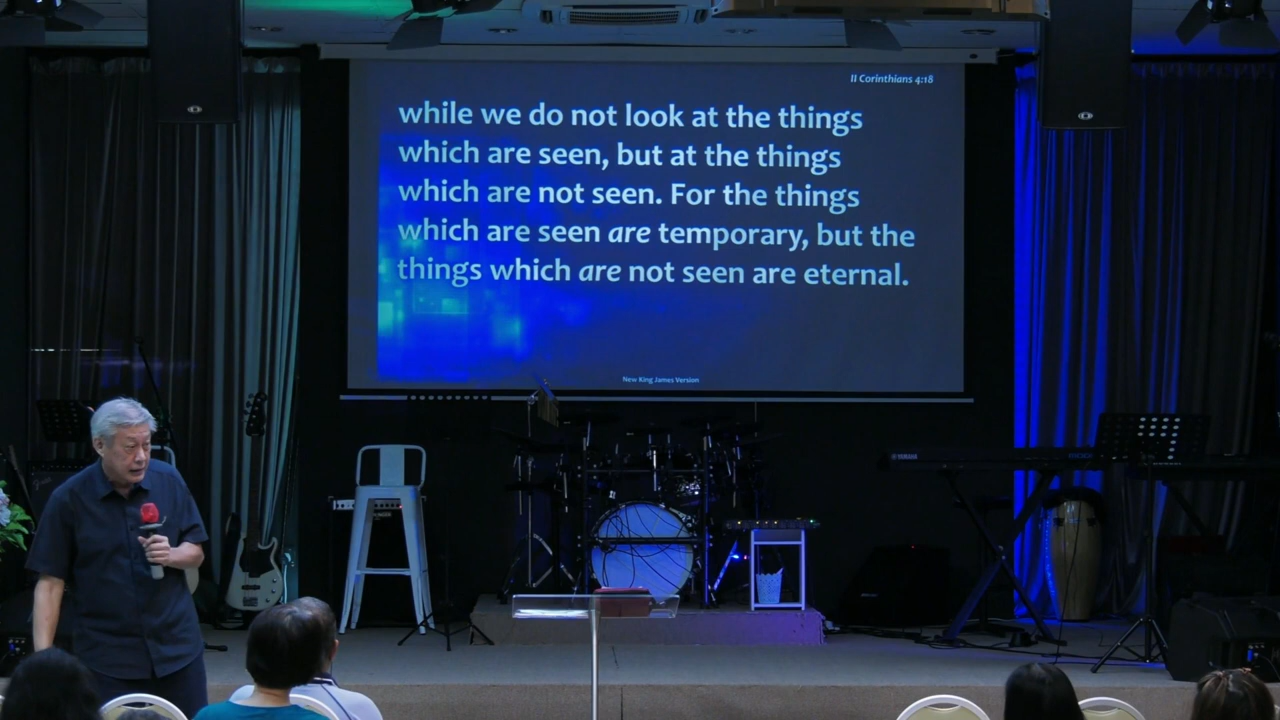 II Corinthians 4:18
while we do not look at the things
which are seen, but at the things
which are not seen. For the things
which are seen are temporary, but the
things which are not seen are eternal.
New King James Version
YAMAHA